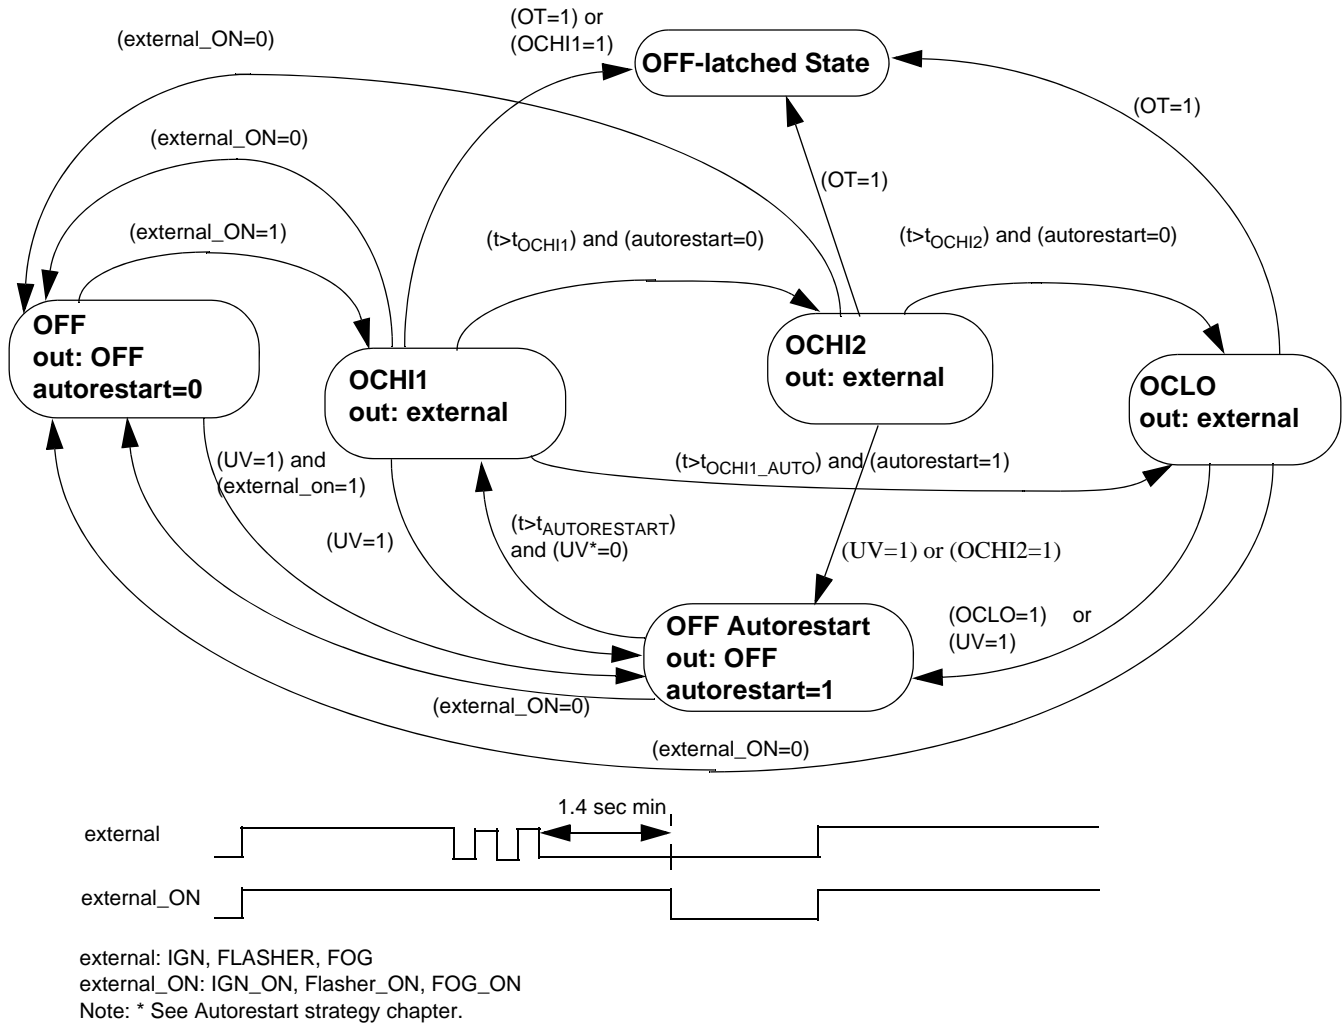 (external_ON=0)
(OT=1) or
(OCHI1=1)
OFF-latched State
(OT=1)
(external_ON=0)
(OT=1)
(external_ON=1)
(t>tOCHI1) and (autorestart=0)
(t>tOCHI2) and (autorestart=0)
OFF
out: OFF
autorestart=0
OCHI1
out: external
OCHI2
out: external
OCLO
out: external
(UV=1) and
(external_on=1)
(t>tOCHI1_AUTO) and (autorestart=1)
(UV=1)
(t>tAUTORESTART)
and (UV*=0)
(UV=1) or (OCHI2=1)
OFF Autorestart
out: OFF
autorestart=1
(OCLO=1) or
(UV=1)
(external_ON=0)
(external_ON=0)
1.4 sec min
external
external_ON
external: IGN, FLASHER, FOG
external_ON: IGN_ON, Flasher_ON, FOG_ON
Note: * See Autorestart strategy chapter.